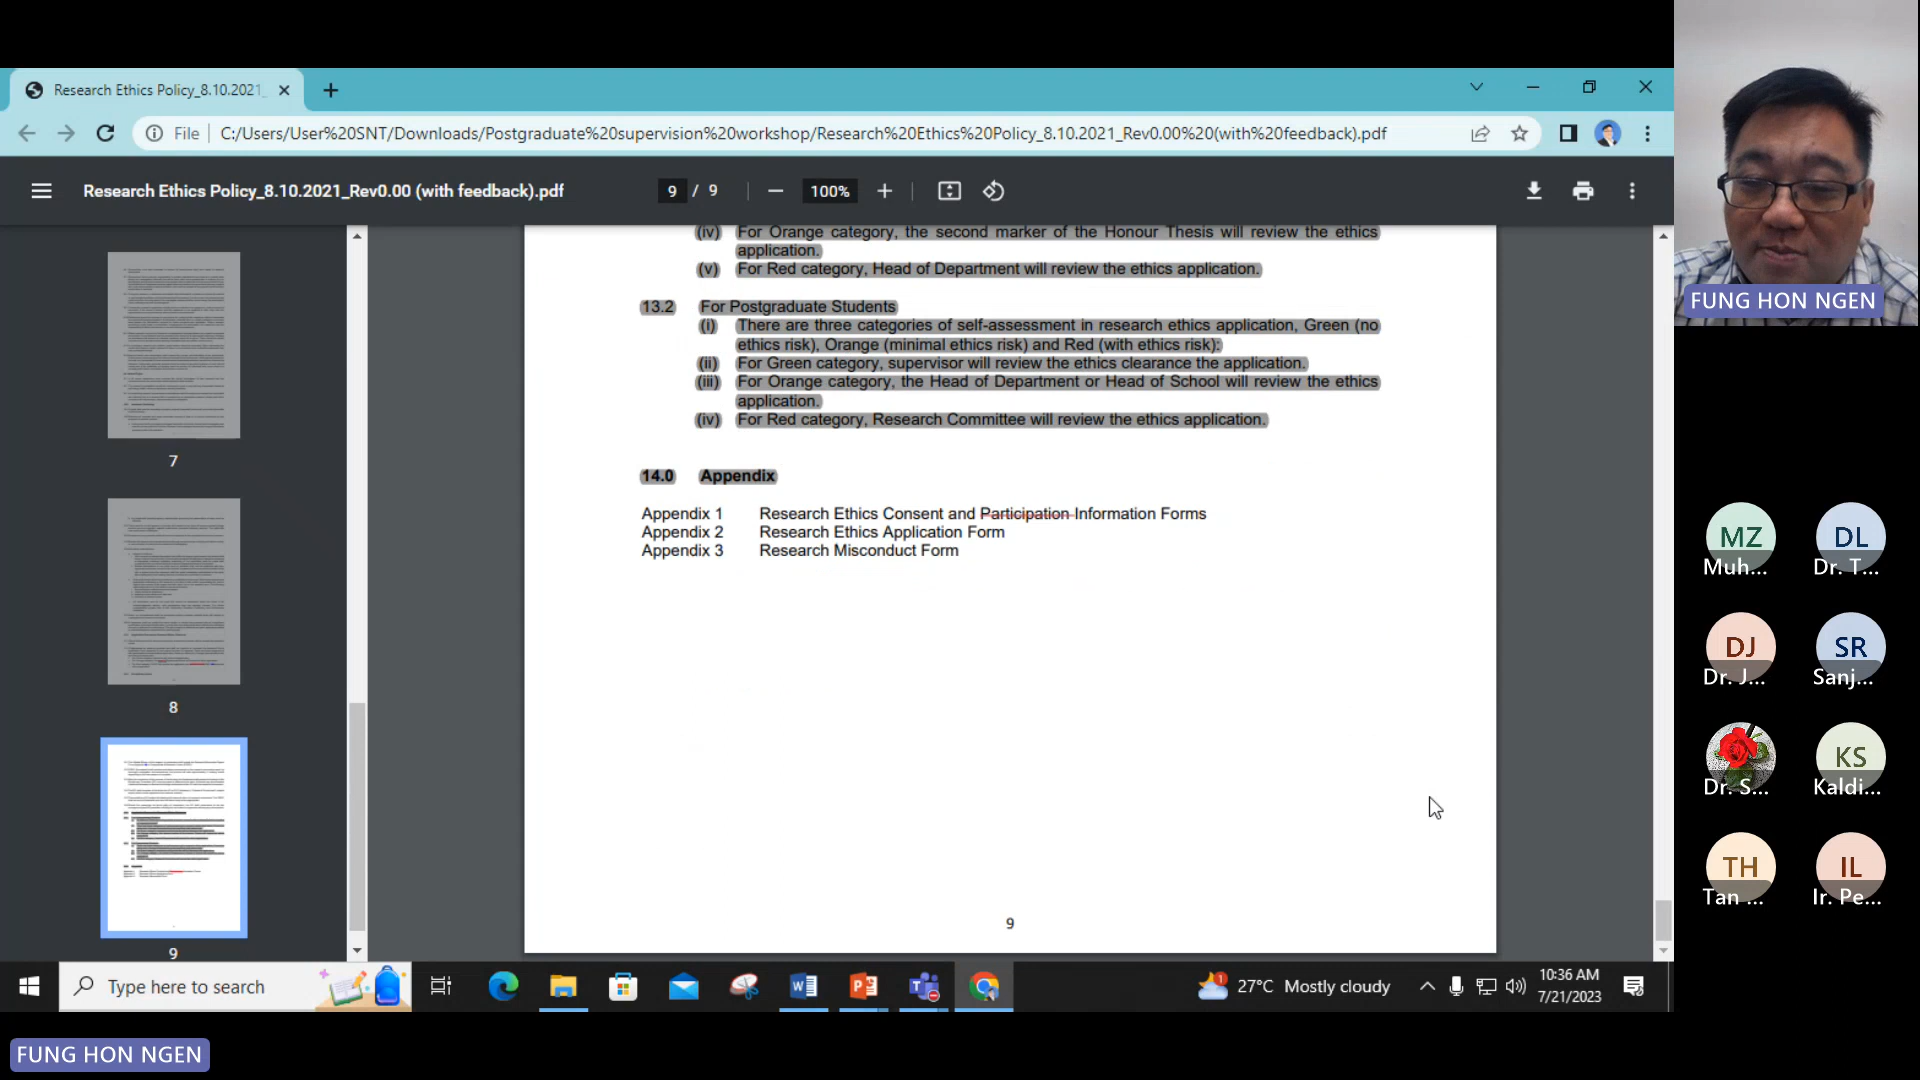 Research Ethics Policy_8.10.2021_
File
C:/Users/User%20SNT/Downloads/Postgraduate%20supervision%20workshop/Research%20Ethics%20Policy_8.10.2021_Rev0.00%20(with%20feedback).pdf
Research Ethics Policy_8.10.2021_Rev0.00 (with feedback).pdf
9 / 9
100%
(iv) For Orange category, the second marker of the Honour Thesis will review the ethics
application.
(v) For Red category, Head of Department will review the ethics application.
13.2 For Postgraduate Students
(i) There are three categories of self-assessment in research ethics application, Green (no
ethics risk), Orange (minimal ethics risk) and Red (with ethics risk):
(ii) For Green category, supervisor will review the ethics clearance the application.
(iii) For Orange category, the Head of Department or Head of School will review the ethics
application.
(iv) For Red category, Research Committee will review the ethics application.
14.0 Appendix
Appendix 1 Research Ethics Consent and Participation Information Forms
Appendix 2 Research Ethics Application Form
Appendix 3 Research Misconduct Form
9
7
8
9
FUNG HON NGEN
MZ
Muh...
DL
Dr. T...
DJ
Dr. J...
SR
Sanj...
Dr. S...
KS
Kaldi...
TH
Tan ...
IL
Ir. Pe...
Type here to search
27°C Mostly cloudy
10:36 AM
7/21/2023
FUNG HON NGEN